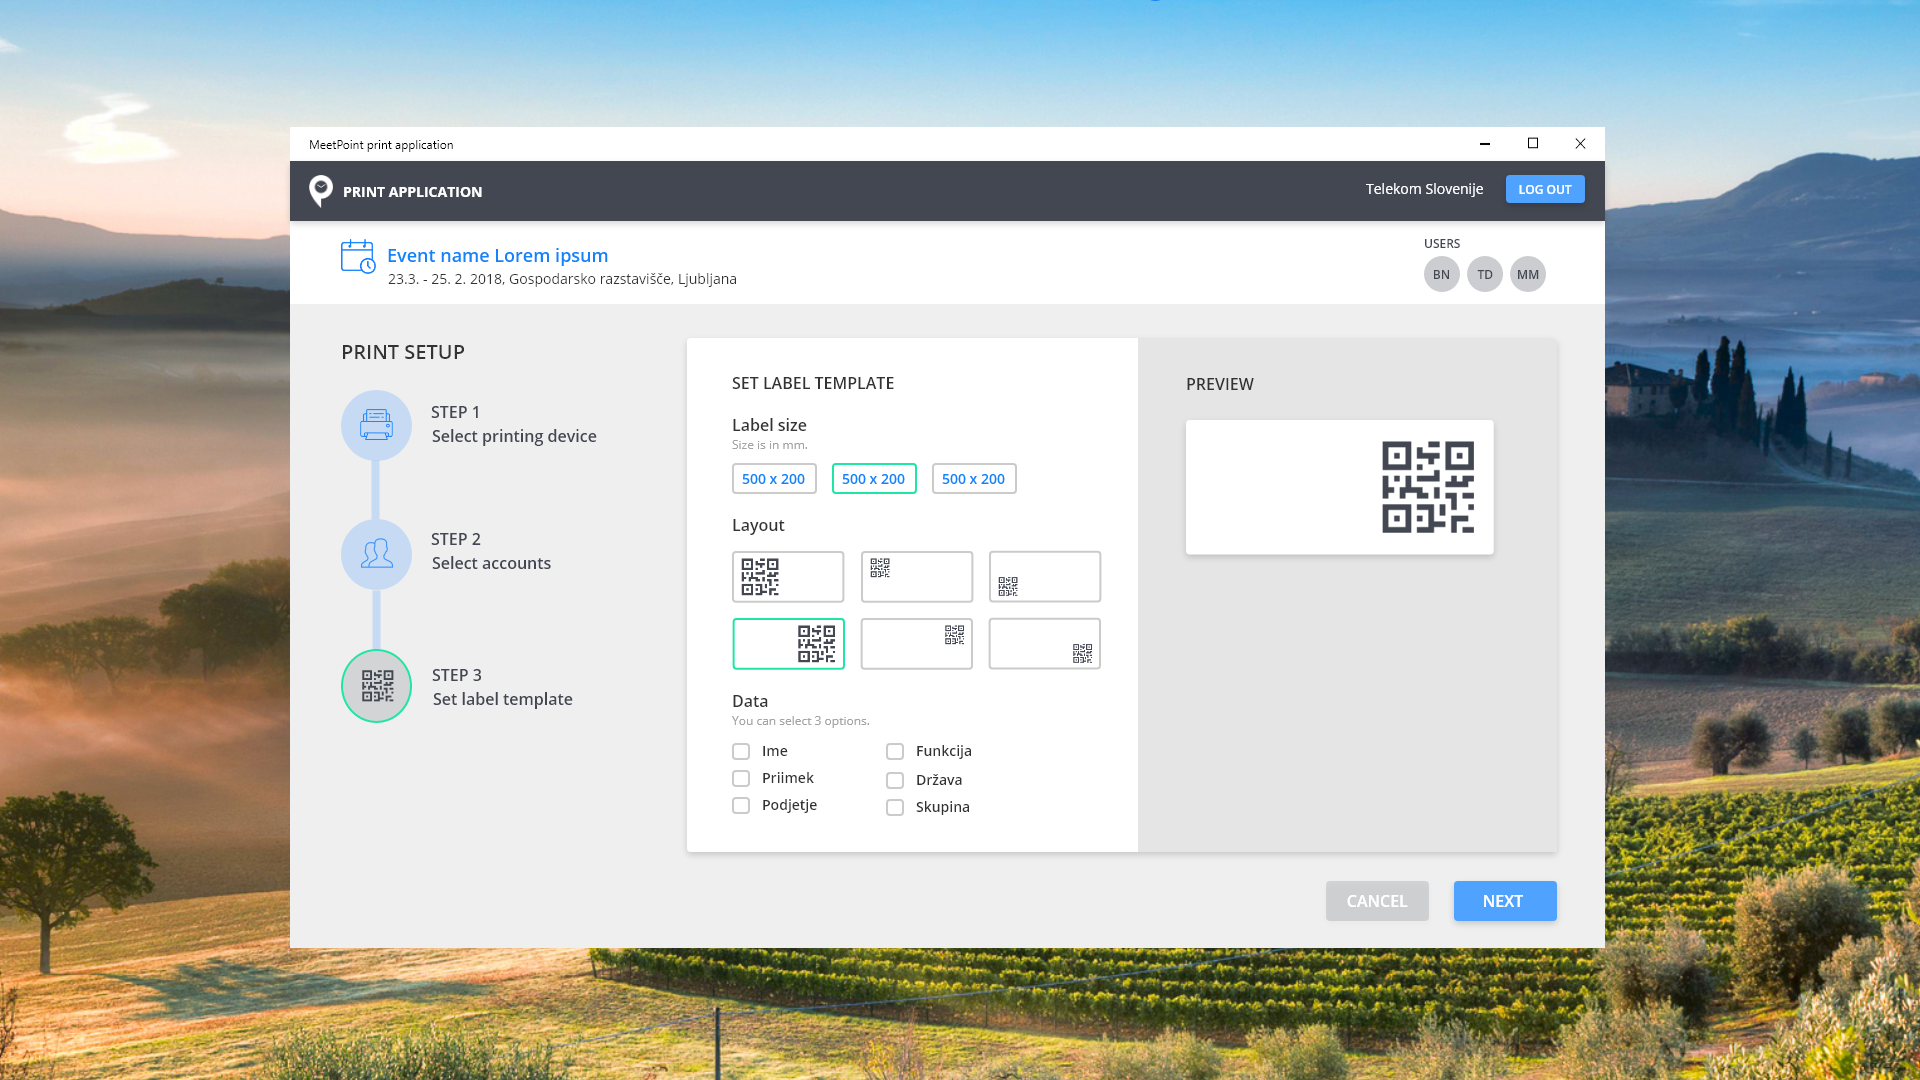 MeetPoint print application
PRINT APPLICATION
Telekom Slovenije
LOG OUT
Event name Lorem ipsum
23.3. - 25. 2. 2018, Gospodarsko razstavišče, Ljubljana
USERS
BN TD MM
PRINT SETUP
STEP 1
Select printing device
STEP 2
Select accounts
STEP 3
Set label template
SET LABEL TEMPLATE
Label size
Size is in mm.
500 x 200 500 x 200 500 x 200
Layout
Data
You can select 3 options.
Ime
Priimek
Podjetje
Funkcija
Država
Skupina
PREVIEW
CANCEL
NEXT